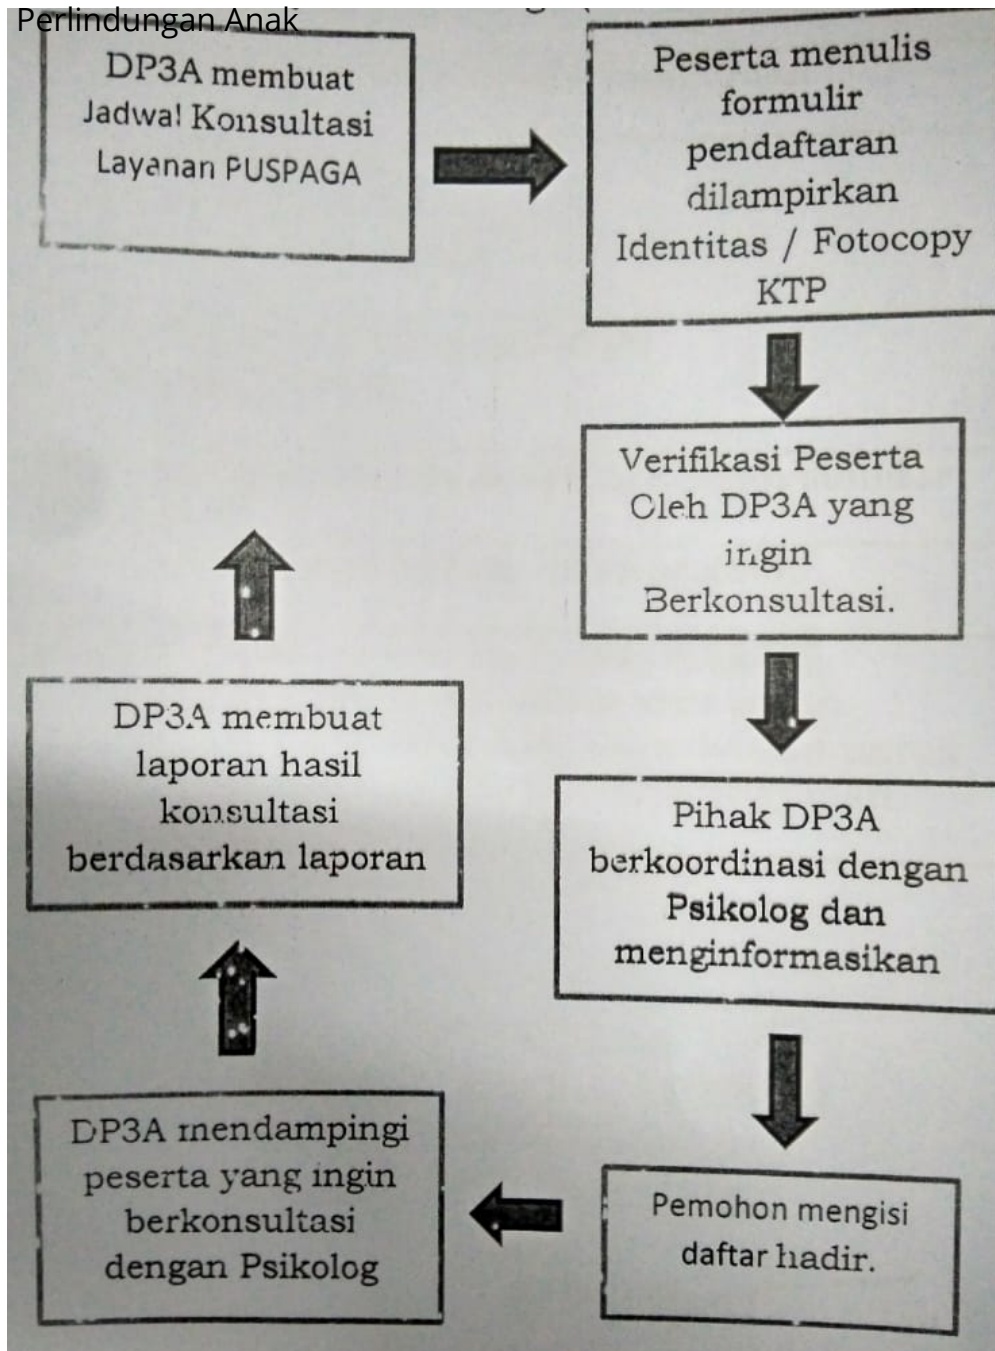 Perlindungan Anak
DP3A membuat
Jadwal Konsultasi
Layanan PUSPAGA
Peserta menulis
formulir
pendaftaran
dilampirkan
Identitas / Fotocopy
KTP
Verifikasi Peserta
Oleh DP3A yang
ingin
Berkonsultasi.
Pihak DP3A
berkoordinasi dengan
Psikolog dan
menginformasikan
Pemohon mengisi
daftar hadir.
DP3A mendampingi
peserta yang ingin
berkonsultasi
dengan Psikolog
DP3A membuat
laporan hasil
konsultasi
berdasarkan laporan